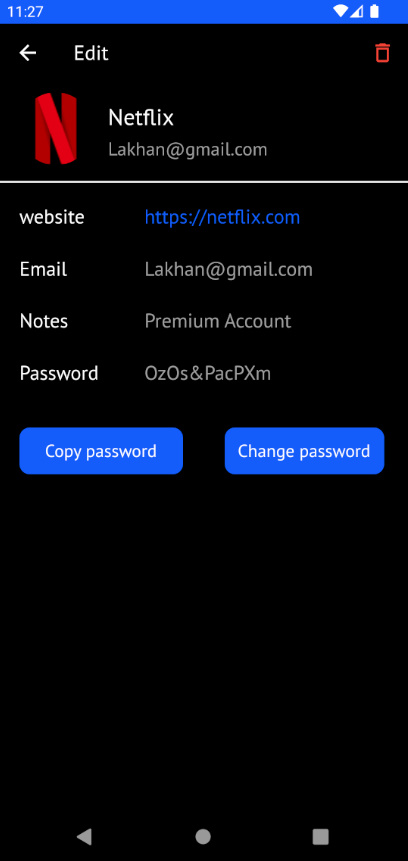 11:27
Edit
Netflix
Lakhan@gmail.com
website https://netflix.com
Email Lakhan@gmail.com
Notes Premium Account
Password OzOs&PacPXm
Copy password Change password